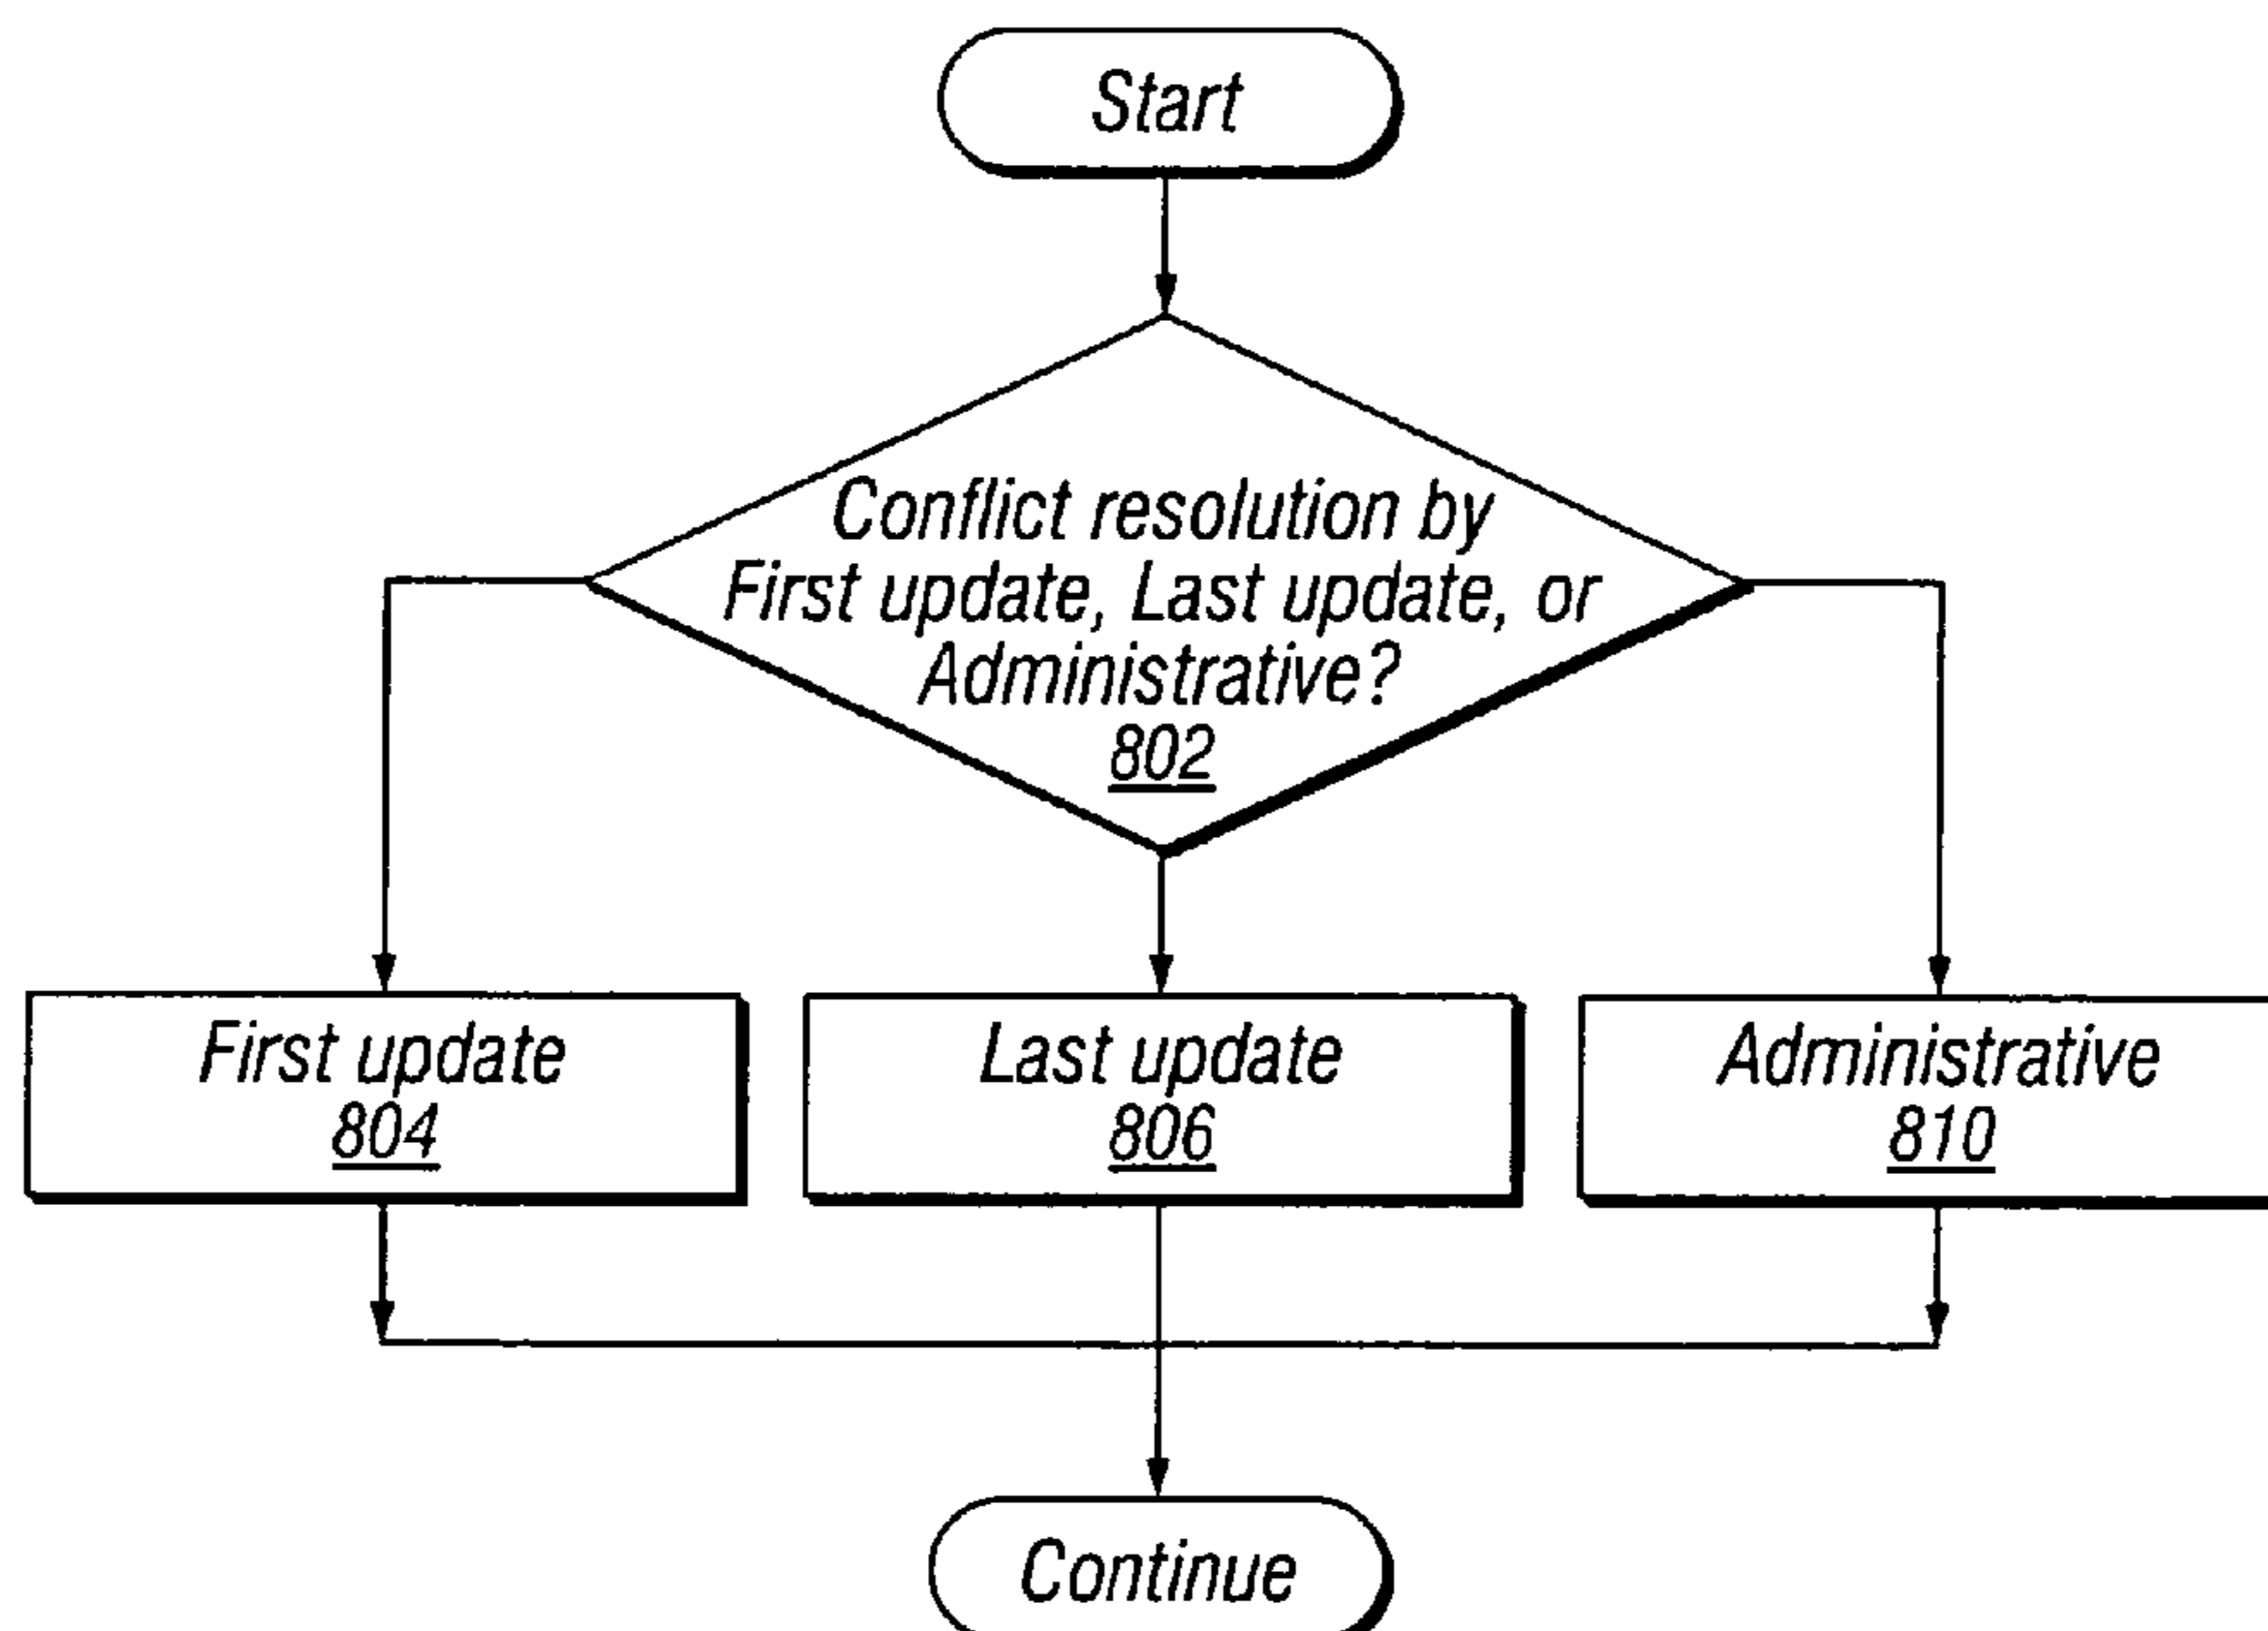 Start
Conflict resolution by
First update, Last update, or
Administrative?
802
First update
804
Last update
806
Administrative
810
Continue